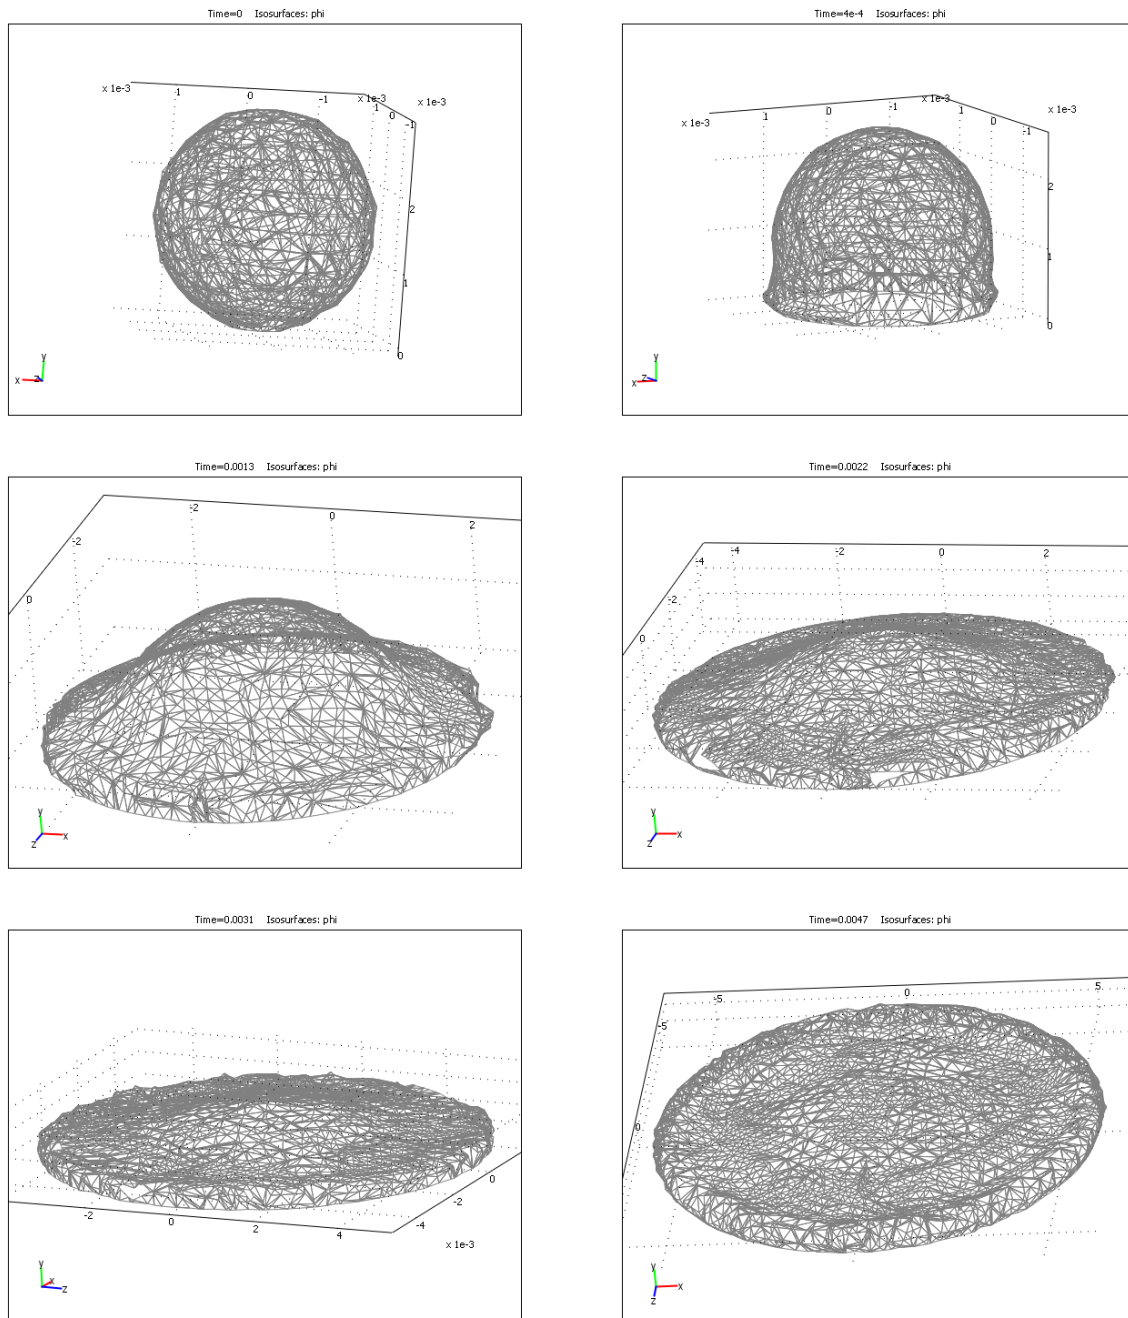 Time=0 Isosurfaces: phi
x 1e-3 1 0 -1 x 1e-3 1 0 -1 x 1e-3
2
1
0
y
x z
Time=4e-4 Isosurfaces: phi
x 1e-3 1 0 -1 x 1e-3 1 0 -1 x 1e-3
2
1
0
y
x z
Time=0.0013 Isosurfaces: phi
-2 0 2
-2
0
y
z x
Time=0.0022 Isosurfaces: phi
-4 -2 0 2
-4
-2
0
y
z x
Time=0.0031 Isosurfaces: phi
-2 0 2 4
0
-2
-4
x 1e-3
y
x
z
Time=0.0047 Isosurfaces: phi
-5 0 5
-5
0
y
x
z